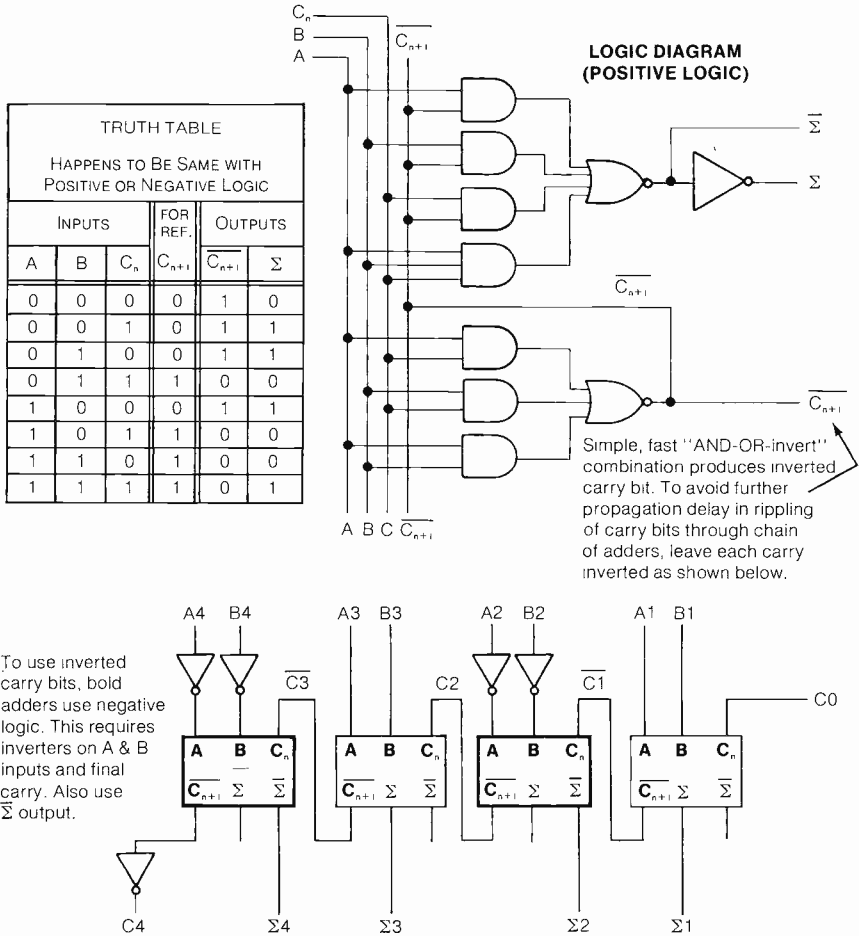 C̅ₙ
B
A
C̅ₙ₊₁
LOGIC DIAGRAM
(POSITIVE LOGIC)
TRUTH TABLE
HAPPENS TO BE SAME WITH
POSITIVE OR NEGATIVE LOGIC
INPUTS FOR REF. OUTPUTS
A B Cₙ Cₙ₊₁ C̅ₙ₊₁ Σ
0 0 0 0 1 0
0 0 1 0 1 1
0 1 0 0 1 1
0 1 1 1 0 0
1 0 0 0 1 1
1 0 1 1 0 0
1 1 0 1 0 0
1 1 1 1 0 1
Σ̅
Σ
C̅ₙ₊₁
C̅ₙ₊₁
Simple, fast "AND-OR-invert"
combination produces inverted
carry bit. To avoid further
propagation delay in rippling
of carry bits through chain
of adders, leave each carry
inverted as shown below.
A B C C̅ₙ₊₁
A4 B4 A3 B3 A2 B2 A1 B1
To use inverted
carry bits, bold
adders use negative
logic. This requires
inverters on A & B
inputs and final
carry. Also use
Σ̅ output.
C̅3̅ C2 C̅1̅ C0
A B Cₙ A B Cₙ A B Cₙ A B Cₙ
C̅ₙ₊₁ Σ Σ̅ C̅ₙ₊₁ Σ Σ̅ C̅ₙ₊₁ Σ Σ̅ C̅ₙ₊₁ Σ Σ̅
C4 Σ4 Σ3 Σ2 Σ1